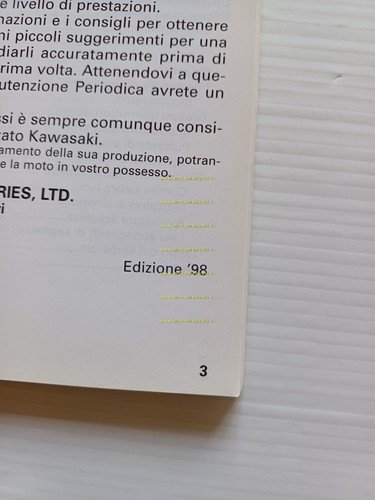 livello di prestazioni.
mazioni e i consigli per ottenere
ni piccoli suggerimenti per una
diarli accuratamente prima di
rima volta. Attenendovi a que-
utenzione Periodica avrete un
si è sempre comunque consi-
zato Kawasaki.
amento della sua produzione, potran-
e la moto in vostro possesso.
RIES, LTD.
ri
Edizione '98
3